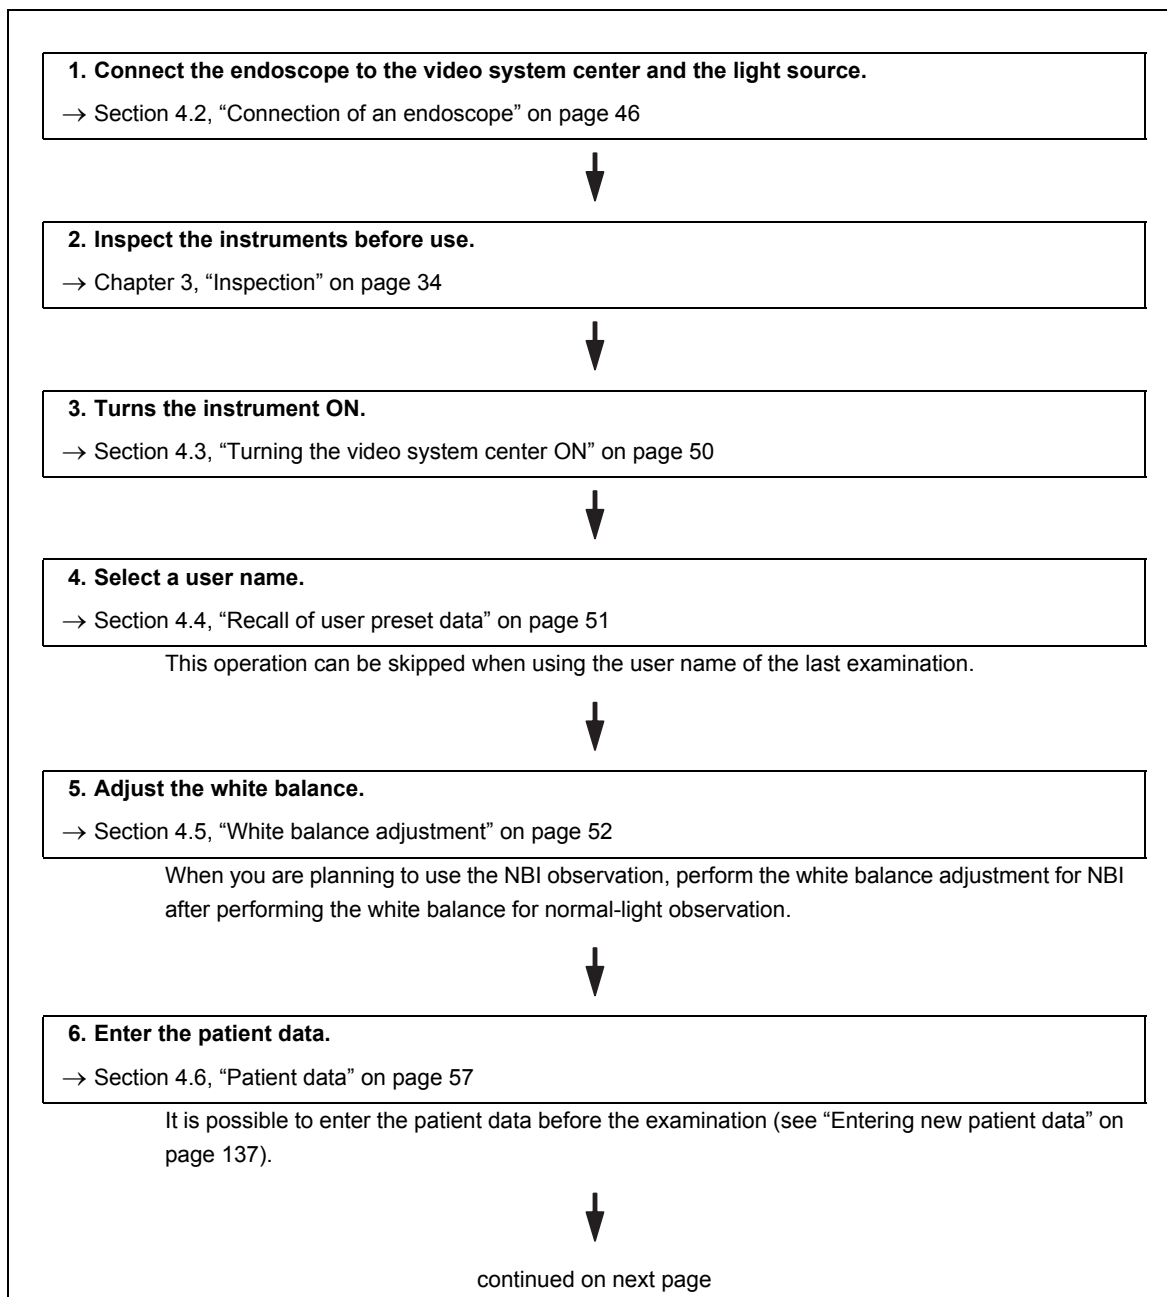 1. Connect the endoscope to the video system center and the light source.
→ Section 4.2, “Connection of an endoscope” on page 46
2. Inspect the instruments before use.
→ Chapter 3, “Inspection” on page 34
3. Turns the instrument ON.
→ Section 4.3, “Turning the video system center ON” on page 50
4. Select a user name.
→ Section 4.4, “Recall of user preset data” on page 51
This operation can be skipped when using the user name of the last examination.
5. Adjust the white balance.
→ Section 4.5, “White balance adjustment” on page 52
When you are planning to use the NBI observation, perform the white balance adjustment for NBI
after performing the white balance for normal-light observation.
6. Enter the patient data.
→ Section 4.6, “Patient data” on page 57
It is possible to enter the patient data before the examination (see “Entering new patient data” on
page 137).
continued on next page